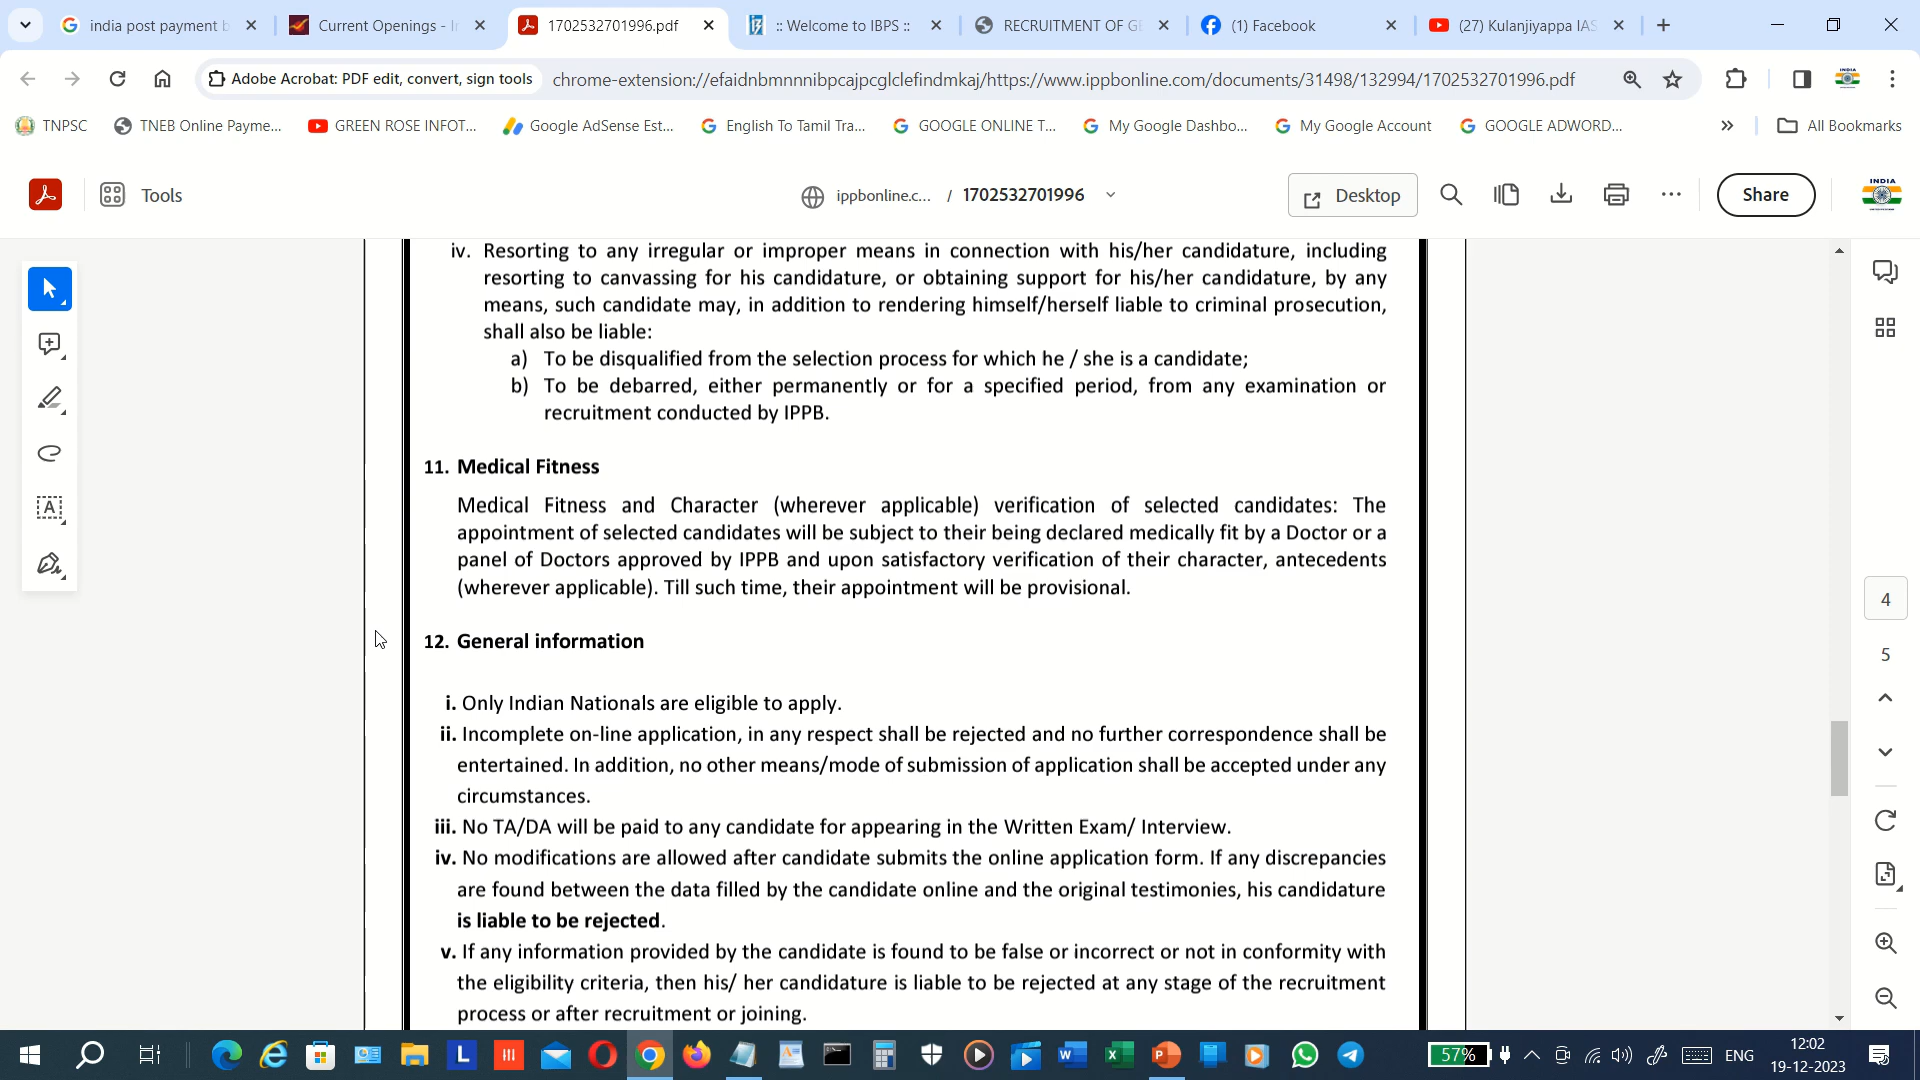 india post payment b
Current Openings - I
1702532701996.pdf
:: Welcome to IBPS ::
RECRUITMENT OF GE
(1) Facebook
(27) Kulanjiyappa IAS
Adobe Acrobat: PDF edit, convert, sign tools
chrome-extension://efaidnbmnnnibpcajpcglclefindmkaj/https://www.ippbonline.com/documents/31498/132994/1702532701996.pdf
TNPSC
TNEB Online Payme...
GREEN ROSE INFOT...
Google AdSense Est...
English To Tamil Tra...
GOOGLE ONLINE T...
My Google Dashbo...
My Google Account
GOOGLE ADWORD...
All Bookmarks
Tools
ippbonline.c... / 1702532701996
Desktop
Share
INDIA
iv. Resorting to any irregular or improper means in connection with his/her candidature, including
resorting to canvassing for his candidature, or obtaining support for his/her candidature, by any
means, such candidate may, in addition to rendering himself/herself liable to criminal prosecution,
shall also be liable:
a) To be disqualified from the selection process for which he / she is a candidate;
b) To be debarred, either permanently or for a specified period, from any examination or
recruitment conducted by IPPB.
11. Medical Fitness
Medical Fitness and Character (wherever applicable) verification of selected candidates: The
appointment of selected candidates will be subject to their being declared medically fit by a Doctor or a
panel of Doctors approved by IPPB and upon satisfactory verification of their character, antecedents
(wherever applicable). Till such time, their appointment will be provisional.
12. General information
i. Only Indian Nationals are eligible to apply.
ii. Incomplete on-line application, in any respect shall be rejected and no further correspondence shall be
entertained. In addition, no other means/mode of submission of application shall be accepted under any
circumstances.
iii. No TA/DA will be paid to any candidate for appearing in the Written Exam/ Interview.
iv. No modifications are allowed after candidate submits the online application form. If any discrepancies
are found between the data filled by the candidate online and the original testimonies, his candidature
is liable to be rejected.
v. If any information provided by the candidate is found to be false or incorrect or not in conformity with
the eligibility criteria, then his/ her candidature is liable to be rejected at any stage of the recruitment
process or after recruitment or joining.
4
5
57%
ENG
12:02
19-12-2023